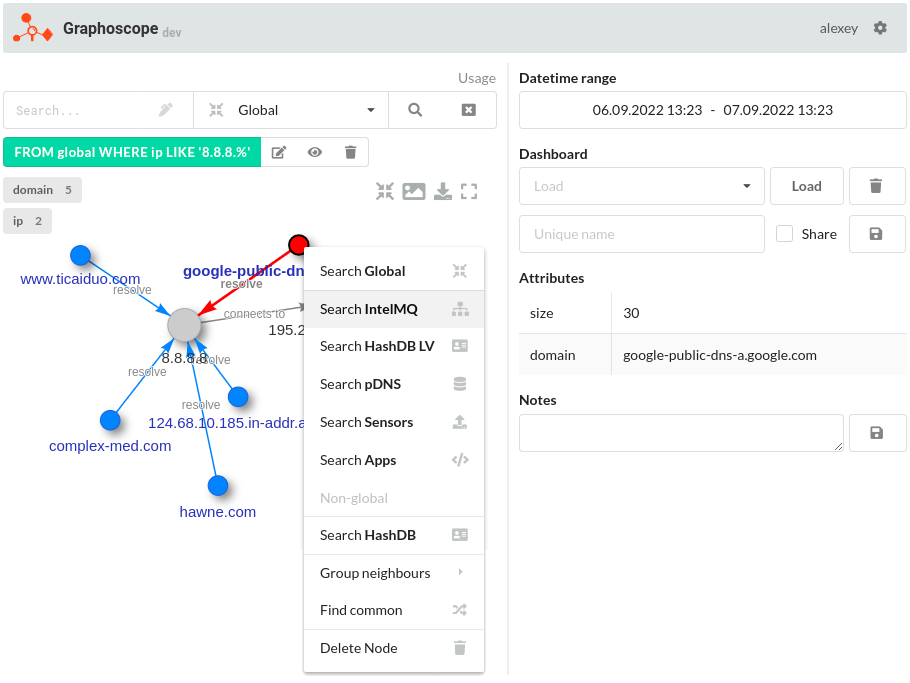 Graphoscope dev
alexey
Usage
Search...
Global
FROM global WHERE ip LIKE '8.8.8.%'
domain 5
ip 2
www.ticaiduo.com
resolve
google-public-dn
resolve
connects to
195.2
8.8.8.8
resolve
resolve
resolve
124.68.10.185.in-addr.a
complex-med.com
hawne.com
Search Global
Search IntelMQ
Search HashDB LV
Search pDNS
Search Sensors
Search Apps
Non-global
Search HashDB
Group neighbours
Find common
Delete Node
Datetime range
06.09.2022 13:23 - 07.09.2022 13:23
Dashboard
Load
Load
Unique name
Share
Attributes
size 30
domain google-public-dns-a.google.com
Notes